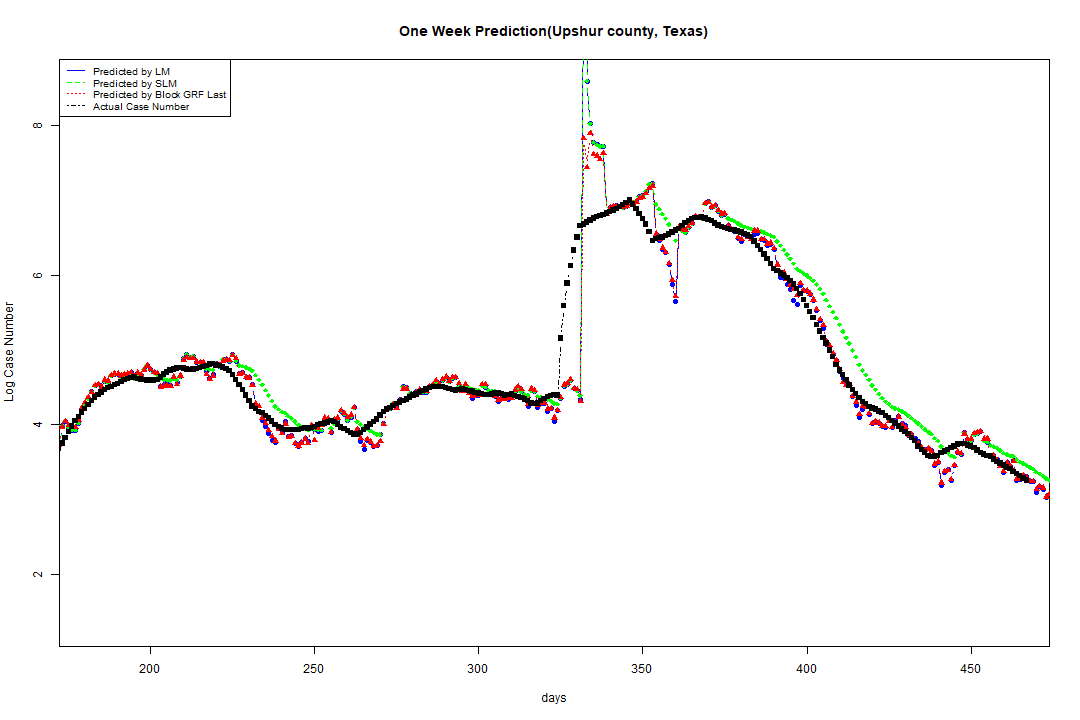 One Week Prediction(Upshur county, Texas)
Predicted by LM
Predicted by SLM
Predicted by Block GRF Last
Actual Case Number
8
6
4
2
Log Case Number
200 250 300 350 400 450
days